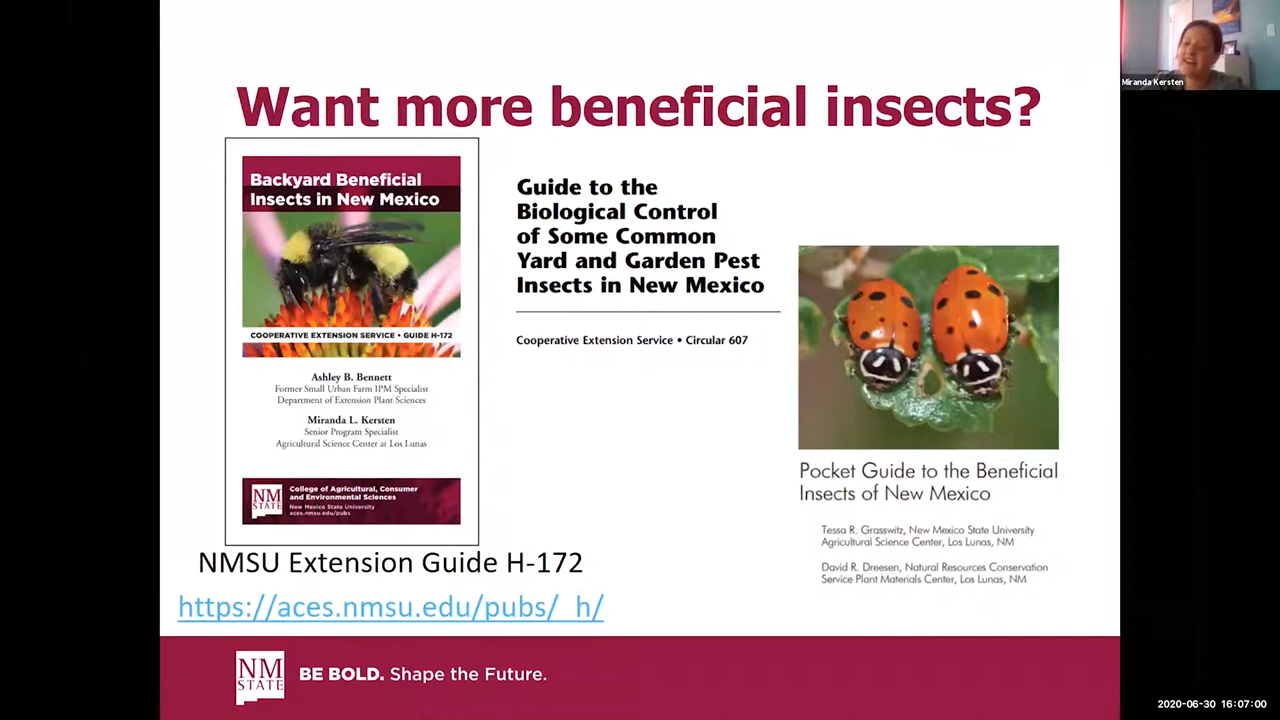 Want more beneficial insects?
Backyard Beneficial
Insects in New Mexico
COOPERATIVE EXTENSION SERVICE • GUIDE H-172
Ashley B. Bennett
Former Small Urban Farm IPM Specialist
Department of Extension Plant Sciences
Miranda L. Kersten
Senior Program Specialist
Agricultural Science Center at Los Lunas
NM
STATE
College of Agricultural, Consumer
and Environmental Sciences
New Mexico State University
aces.nmsu.edu/pubs
NMSU Extension Guide H-172
https://aces.nmsu.edu/pubs/_h/
Guide to the
Biological Control
of Some Common
Yard and Garden Pest
Insects in New Mexico
Cooperative Extension Service • Circular 607
Pocket Guide to the Beneficial
Insects of New Mexico
Tessa R. Grasswitz, New Mexico State University
Agricultural Science Center, Los Lunas, NM
David R. Dreesen, Natural Resources Conservation
Service Plant Materials Center, Los Lunas, NM
NM
STATE
BE BOLD. Shape the Future.
Miranda Kersten
2020-06-30 16:07:00